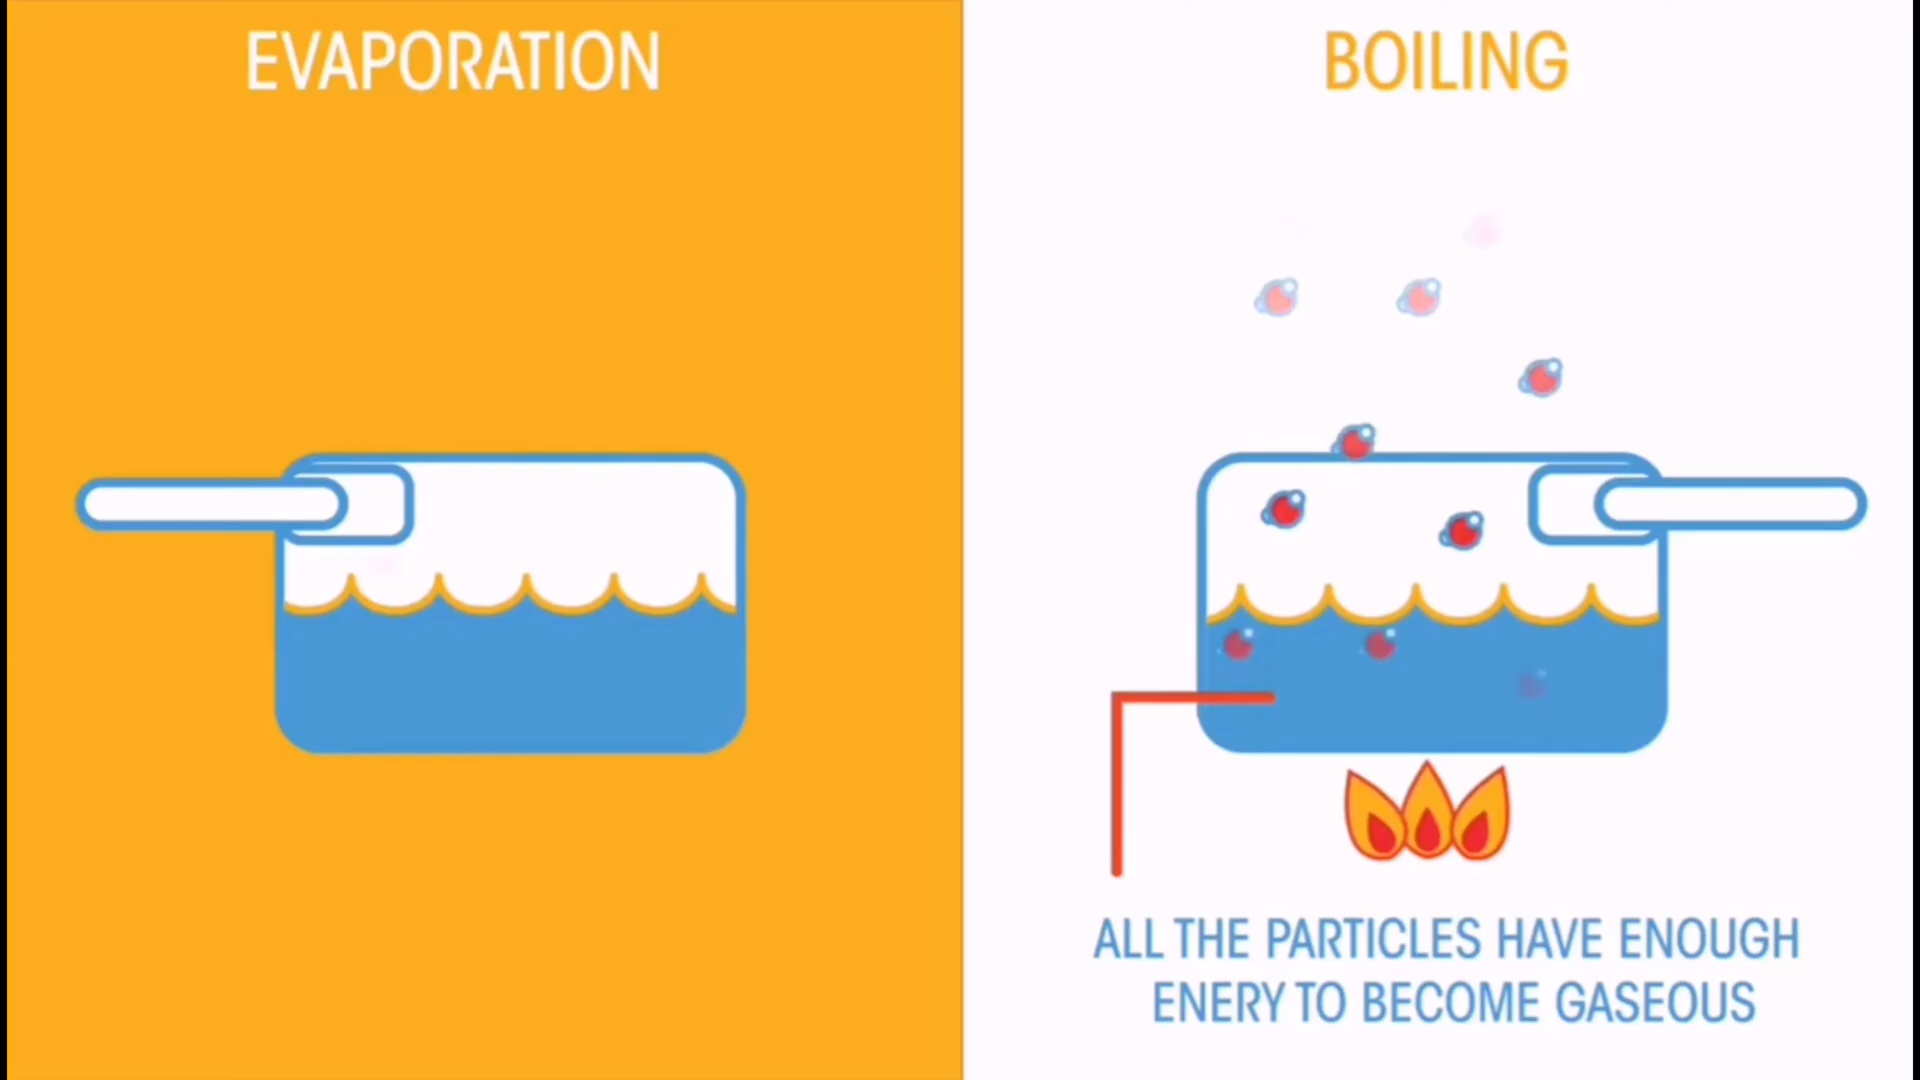 EVAPORATION
BOILING
ALL THE PARTICLES HAVE ENOUGH
ENERY TO BECOME GASEOUS